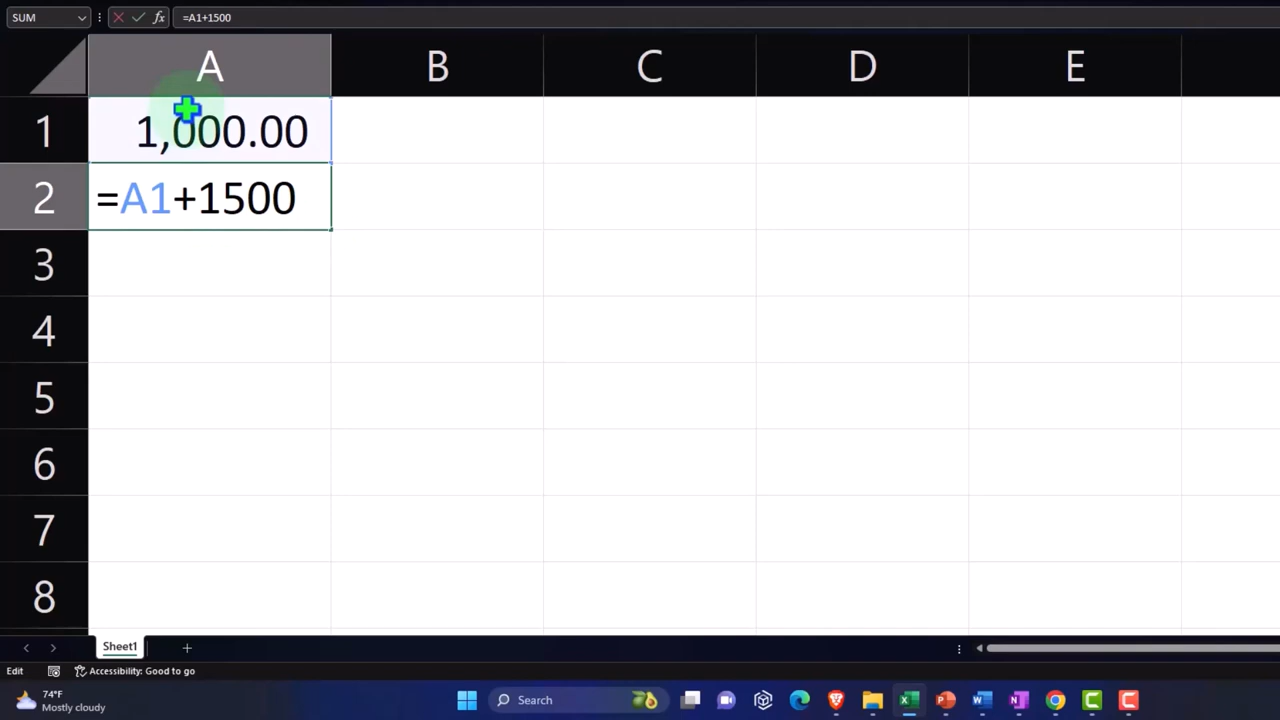 SUM fx =A1+1500
A B C D E
1 1,000.00
2 =A1+1500
3
4
5
6
7
8
Sheet1 +
Edit Accessibility: Good to go
74°F
Mostly cloudy
Search